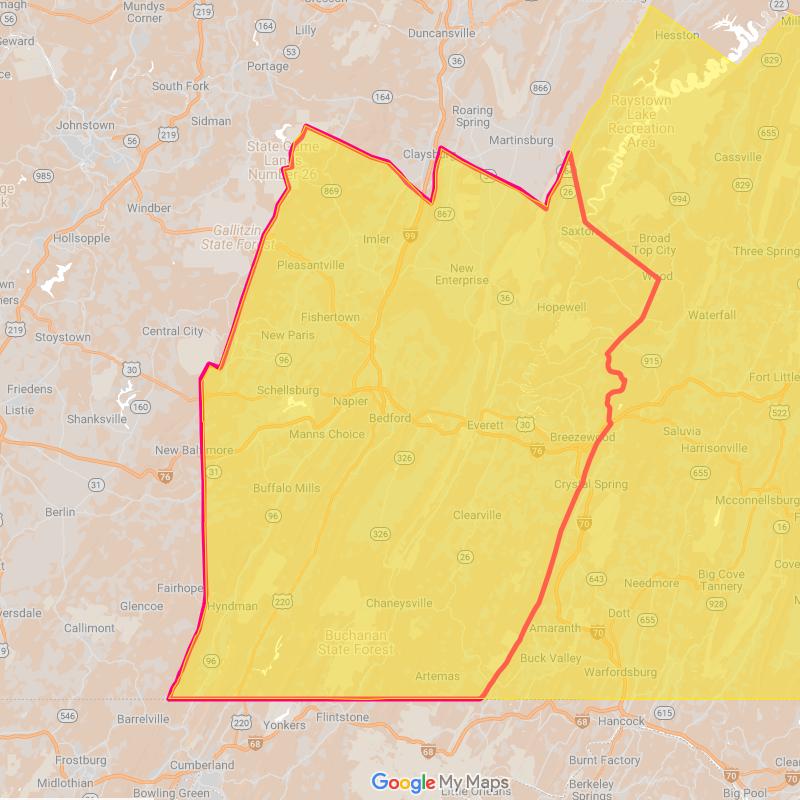 Mundys
Corner
219
Lilly
Duncansville
Hesston
22
Seward
164
53
Portage
36
829
South Fork
164
866
Raystown
Lake
Recreation
Area
Johnstown
Sidman
Roaring
Spring
56
219
Martinsburg
655
State Game
Lands
Number 26
Claysburg
Cassville
985
26
829
Windber
869
994
Hollsopple
Gallitzin
State Forest
867
Imler
99
Saxton
Broad
Top City
Three Springs
Pleasantville
New
Enterprise
Wood
219
Stoystown
Central City
Fishertown
36
Hopewell
Waterfall
New Paris
30
96
915
Friedens
Listie
160
Shanksville
Schellsburg
Napier
Fort Little
522
Bedford
Everett
30
Saluvia
New Baltimore
Manns Choice
Breezewood
Harrisonville
76
31
326
76
655
31
Buffalo Mills
Crystal Spring
Mcconnellsburg
Berlin
96
Clearville
70
16
326
26
Fairhope
643
Big Cove
Tannery
Needmore
Glencoe
Hyndman
220
Chaneysville
928
Callimont
Dott
655
Buchanan
State Forest
Amaranth
70
96
Buck Valley
Artemas
Warfordsburg
546
Barrelville
220
Yonkers
Flintstone
Hancock
615
68
Frostburg
Cumberland
68
Burnt Factory
70
Midlothian
Bowling Green
Google My Maps
Little Orleans
Berkeley
Springs
Big Pool